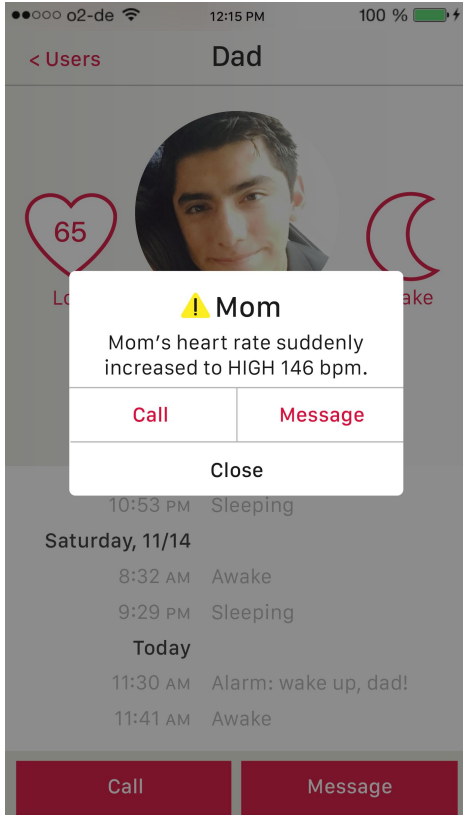 o2-de 12:15 PM 100 %
< Users Dad
65
Lo
ake
Mom
Mom's heart rate suddenly
increased to HIGH 146 bpm.
Call Message
Close
10:53 PM Sleeping
Saturday, 11/14
8:32 AM Awake
9:29 PM Sleeping
Today
11:30 AM Alarm: wake up, dad!
11:41 AM Awake
Call Message